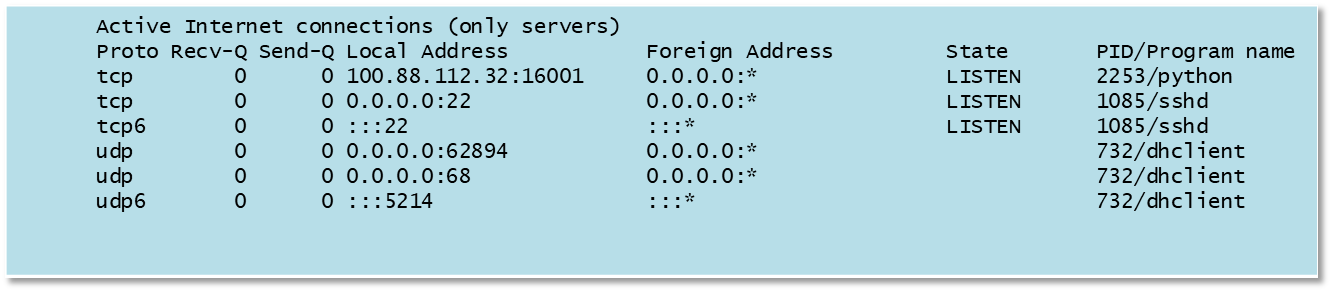 Active Internet connections (only servers)
Proto Recv-Q Send-Q Local Address           Foreign Address         State       PID/Program name
tcp        0      0 100.88.112.32:16001     0.0.0.0:*               LISTEN      2253/python
tcp        0      0 0.0.0.0:22              0.0.0.0:*               LISTEN      1085/sshd
tcp6       0      0 :::22                   :::*                    LISTEN      1085/sshd
udp        0      0 0.0.0.0:62894           0.0.0.0:*                           732/dhclient
udp        0      0 0.0.0.0:68              0.0.0.0:*                           732/dhclient
udp6       0      0 :::5214                 :::*                                732/dhclient